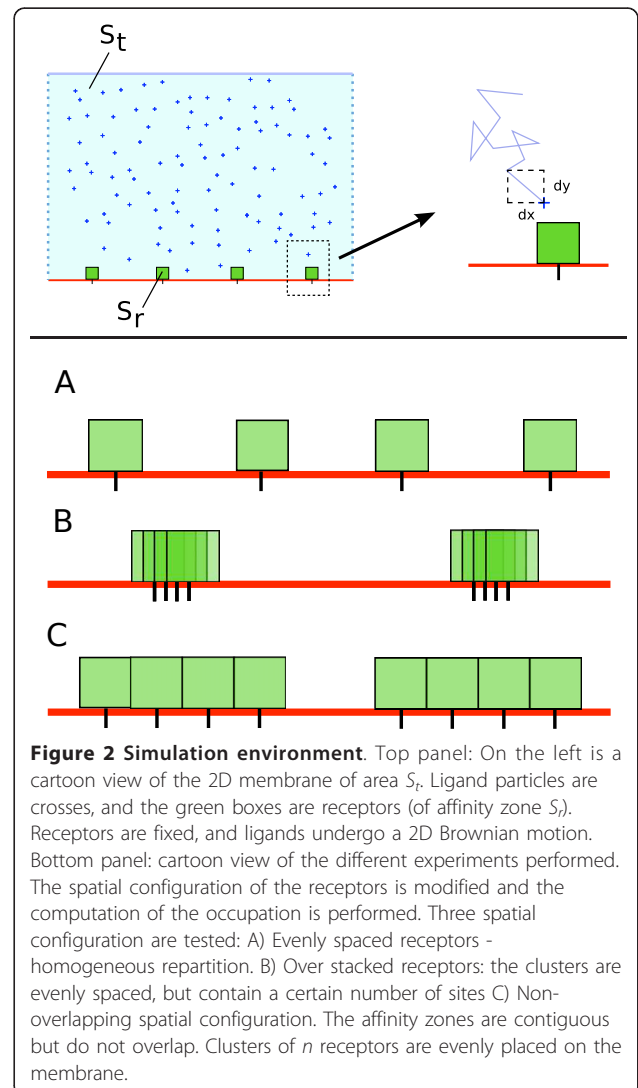 St
Sr
dy
dx
A
B
C
Figure 2 Simulation environment. Top panel: On the left is a
cartoon view of the 2D membrane of area St. Ligand particles are
crosses, and the green boxes are receptors (of affinity zone Sr).
Receptors are fixed, and ligands undergo a 2D Brownian motion.
Bottom panel: cartoon view of the different experiments performed.
The spatial configuration of the receptors is modified and the
computation of the occupation is performed. Three spatial
configuration are tested: A) Evenly spaced receptors -
homogeneous repartition. B) Over stacked receptors: the clusters are
evenly spaced, but contain a certain number of sites C) Non-
overlapping spatial configuration. The affinity zones are contiguous
but do not overlap. Clusters of n receptors are evenly placed on the
membrane.